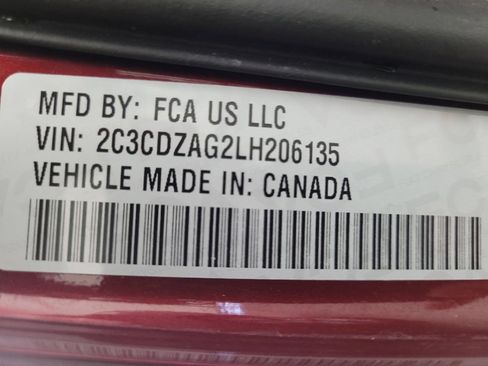 MFD BY: FCA US LLC
VIN: 2C3CDZAG2LH206135
VEHICLE MADE IN: CANADA